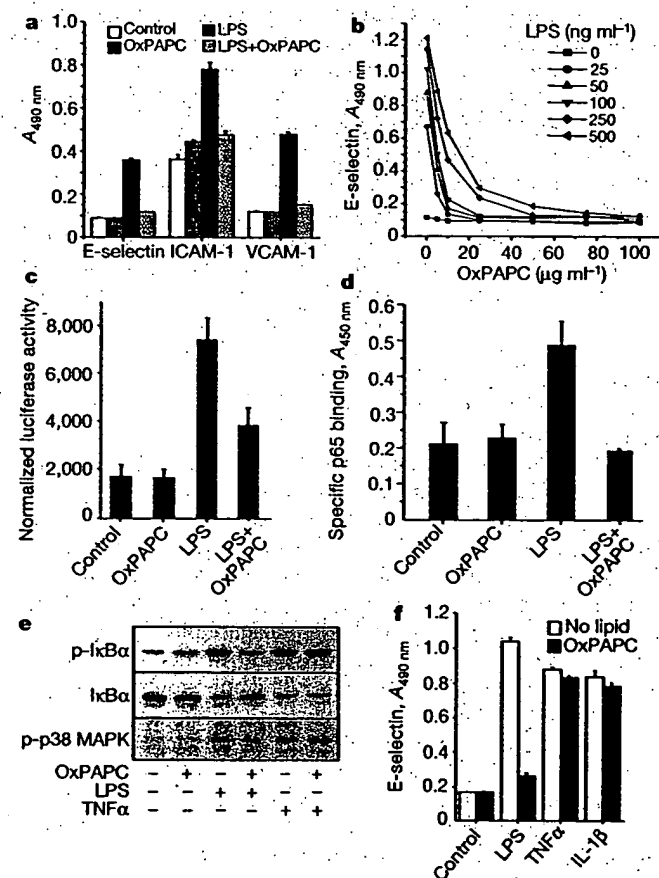 a
Control
LPS
OxPAPC
LPS+OxPAPC
A490 nm
1.0
0.8
0.6
0.4
0.2
0
E-selectin ICAM-1 VCAM-1
b
LPS (ng ml⁻¹)
0
25
50
100
250
500
E-selectin, A490 nm
1.2
1.0
0.8
0.6
0.4
0.2
0
0 20 40 60 80 100
OxPAPC (µg ml⁻¹)
c
Normalized luciferase activity
8,000
6,000
4,000
2,000
0
Control
OxPAPC
LPS
LPS+
OxPAPC
d
Specific p65 binding, A450 nm
0.6
0.5
0.4
0.3
0.2
0.1
0
Control
OxPAPC
LPS
LPS+
OxPAPC
e
p-IκBα
IκBα
p-p38 MAPK
OxPAPC − + − + − +
LPS − − + + − −
TNFα − − − − + +
f
No lipid
OxPAPC
E-selectin, A490 nm
1.2
1.0
0.8
0.6
0.4
0.2
0
Control
LPS
TNFα
IL-1β